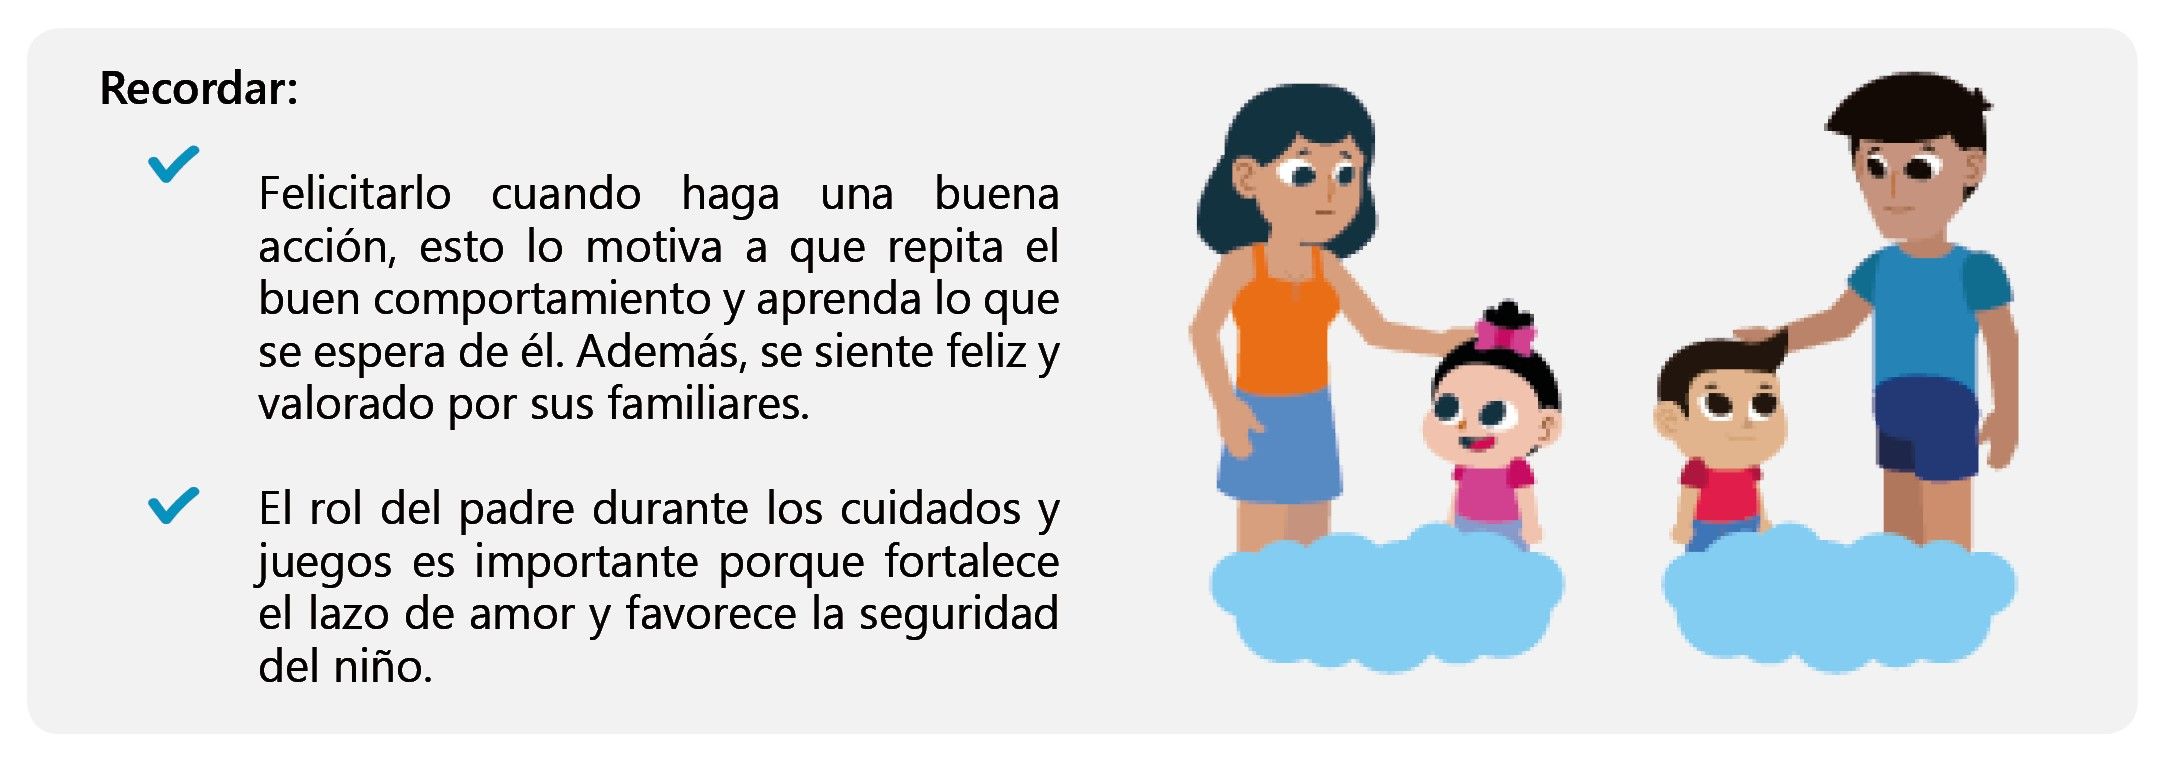 Recordar:
Felicitarlo cuando haga una buena
acción, esto lo motiva a que repita el
buen comportamiento y aprenda lo que
se espera de él. Además, se siente feliz y
valorado por sus familiares.
El rol del padre durante los cuidados y
juegos es importante porque fortalece
el lazo de amor y favorece la seguridad
del niño.